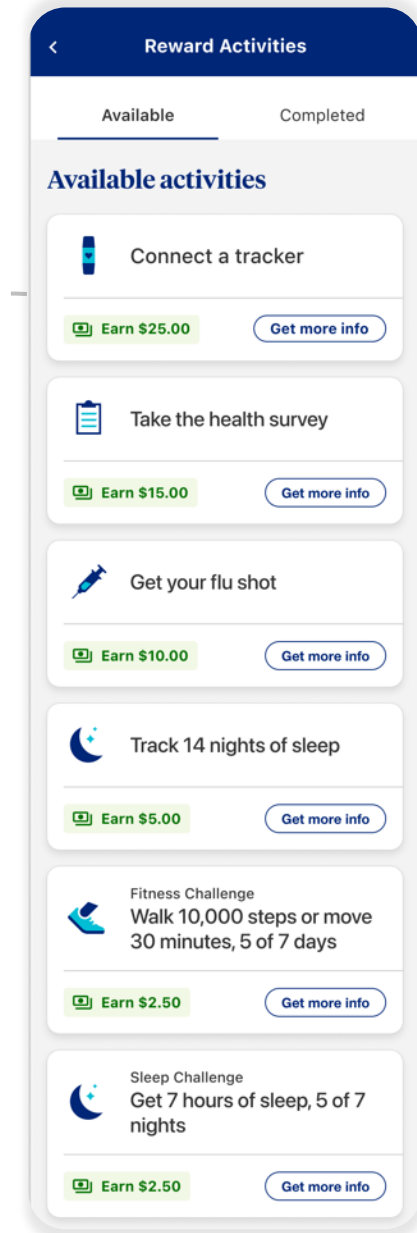 Reward Activities
Available
Completed
Available activities
Connect a tracker
Earn $25.00
Get more info
Take the health survey
Earn $15.00
Get more info
Get your flu shot
Earn $10.00
Get more info
Track 14 nights of sleep
Earn $5.00
Get more info
Fitness Challenge
Walk 10,000 steps or move
30 minutes, 5 of 7 days
Earn $2.50
Get more info
Sleep Challenge
Get 7 hours of sleep, 5 of 7
nights
Earn $2.50
Get more info